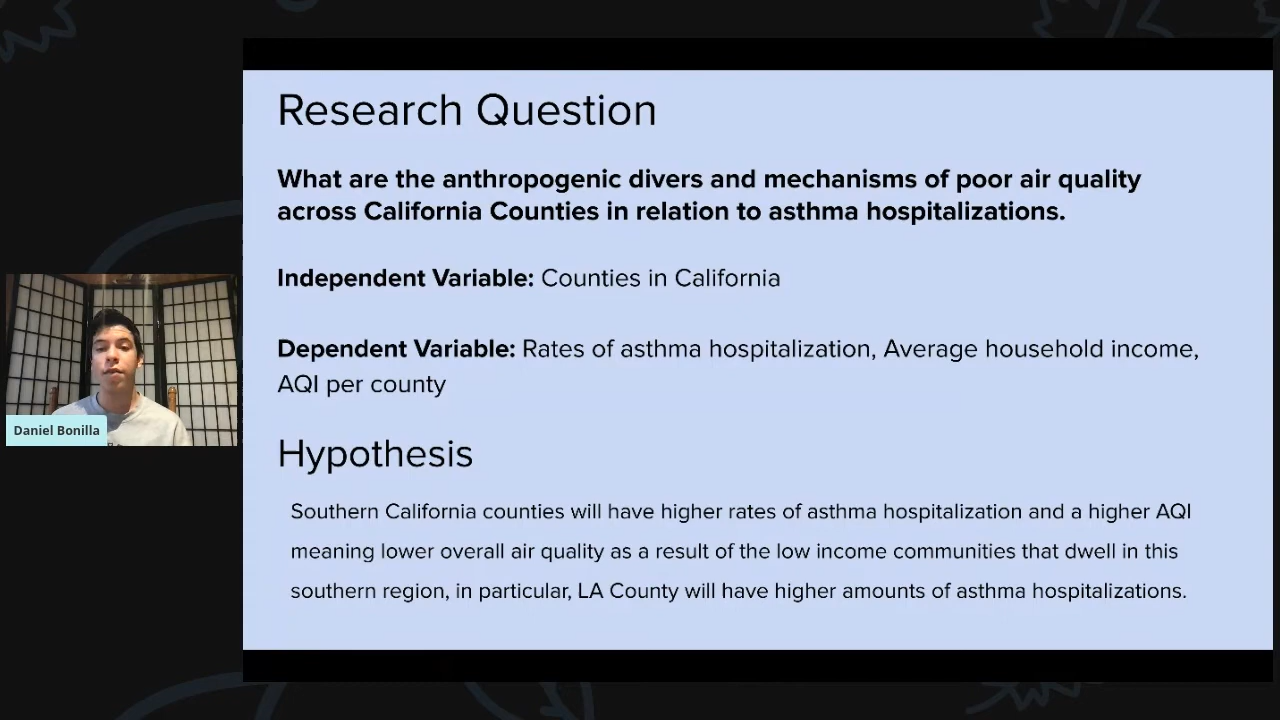 Research Question
What are the anthropogenic divers and mechanisms of poor air quality
across California Counties in relation to asthma hospitalizations.
Independent Variable: Counties in California
Dependent Variable: Rates of asthma hospitalization, Average household income,
AQI per county
Daniel Bonilla
Hypothesis
Southern California counties will have higher rates of asthma hospitalization and a higher AQI
meaning lower overall air quality as a result of the low income communities that dwell in this
southern region, in particular, LA County will have higher amounts of asthma hospitalizations.